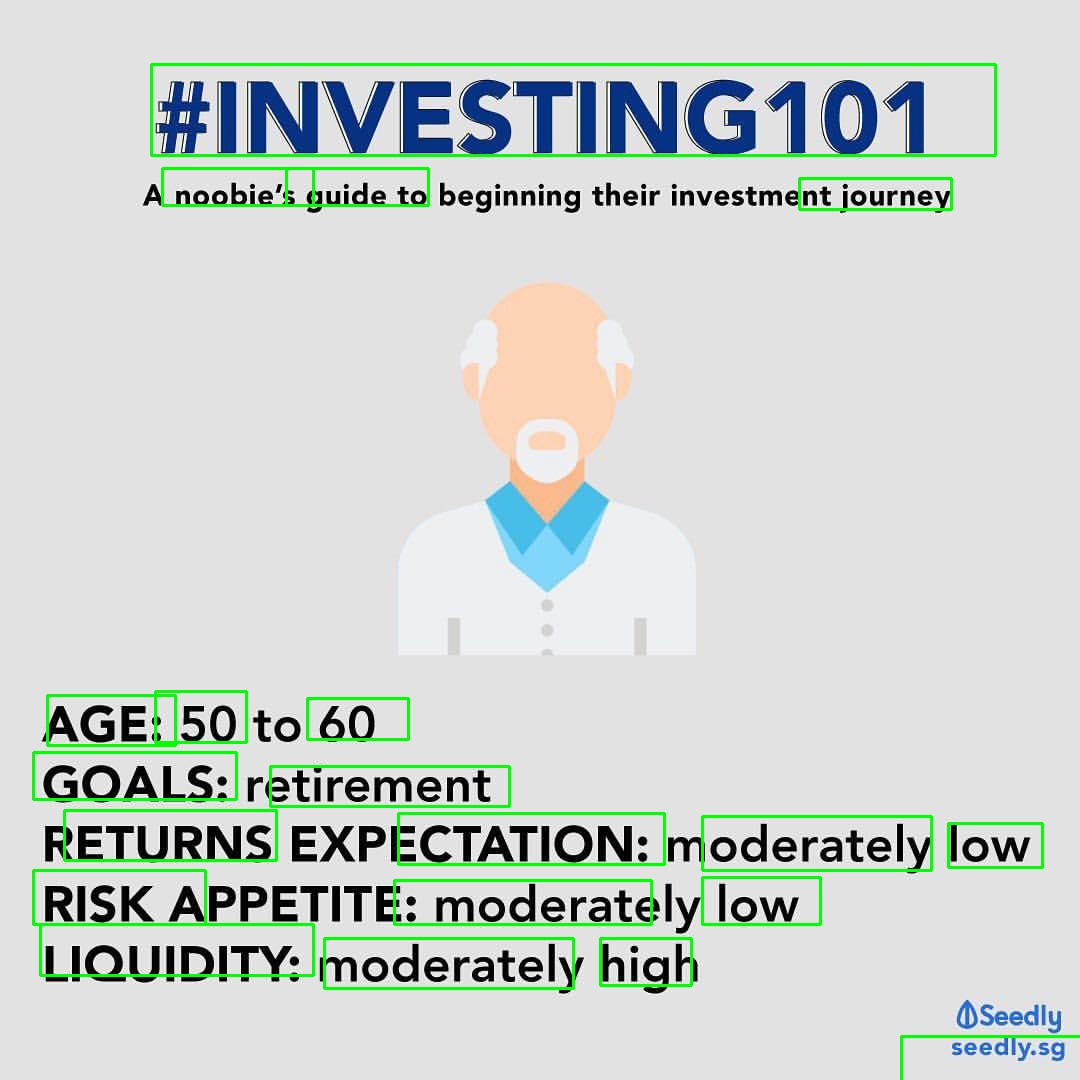 #INVESTING101
A noobie's guide to beginning their investment journey
AGE: 50 to 60
GOALS: retirement
RETURNS EXPECTATION: moderately low
RISK APPETITE: moderately low
LIQUIDITY: moderately high
Seedly
seedly.sg